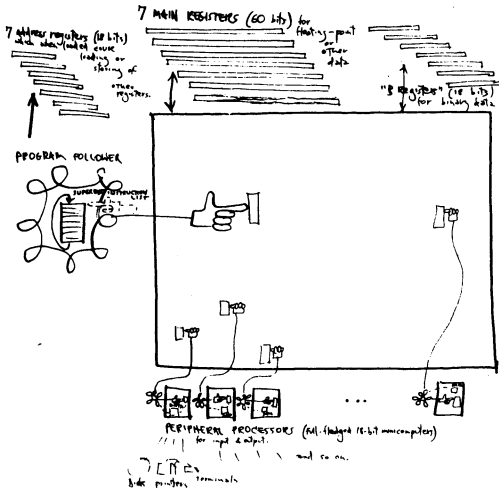 7 address registers (18 bits)
which when loaded cause
loading or
storing of
other
registers.
7 MAIN REGISTERS (60 bits) for
floating-point
or
other
data
"B Registers" (18 bits)
for binary data
PROGRAM FOLLOWER
LIST
...
PERIPHERAL PROCESSORS (full-fledged 18-bit minicomputers)
for input & output.
and so on.
printers terminals